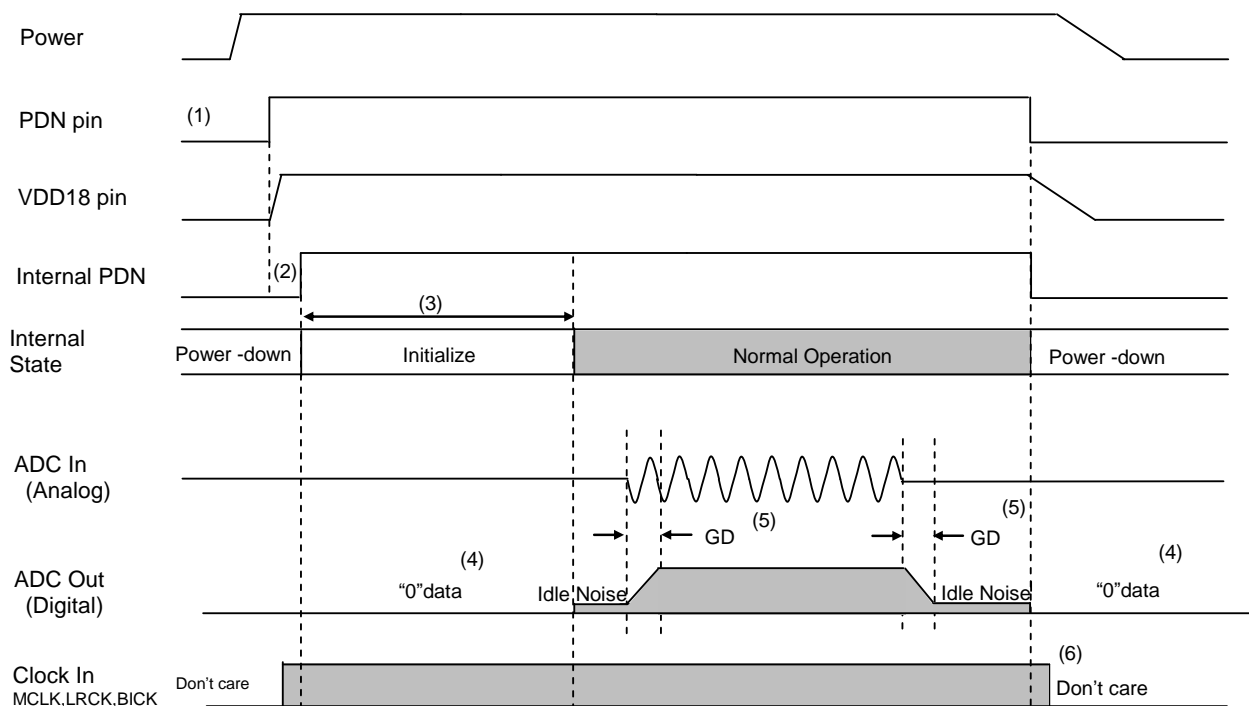 Power
PDN pin
(1)
VDD18 pin
Internal PDN
(2)
(3)
Internal
State
Power -down
Initialize
Normal Operation
Power -down
ADC In
(Analog)
(5)
GD
(5)
GD
ADC Out
(Digital)
(4)
“0”data
Idle Noise
Idle Noise
(4)
“0”data
Clock In
MCLK,LRCK,BICK
Don’t care
(6)
Don’t care